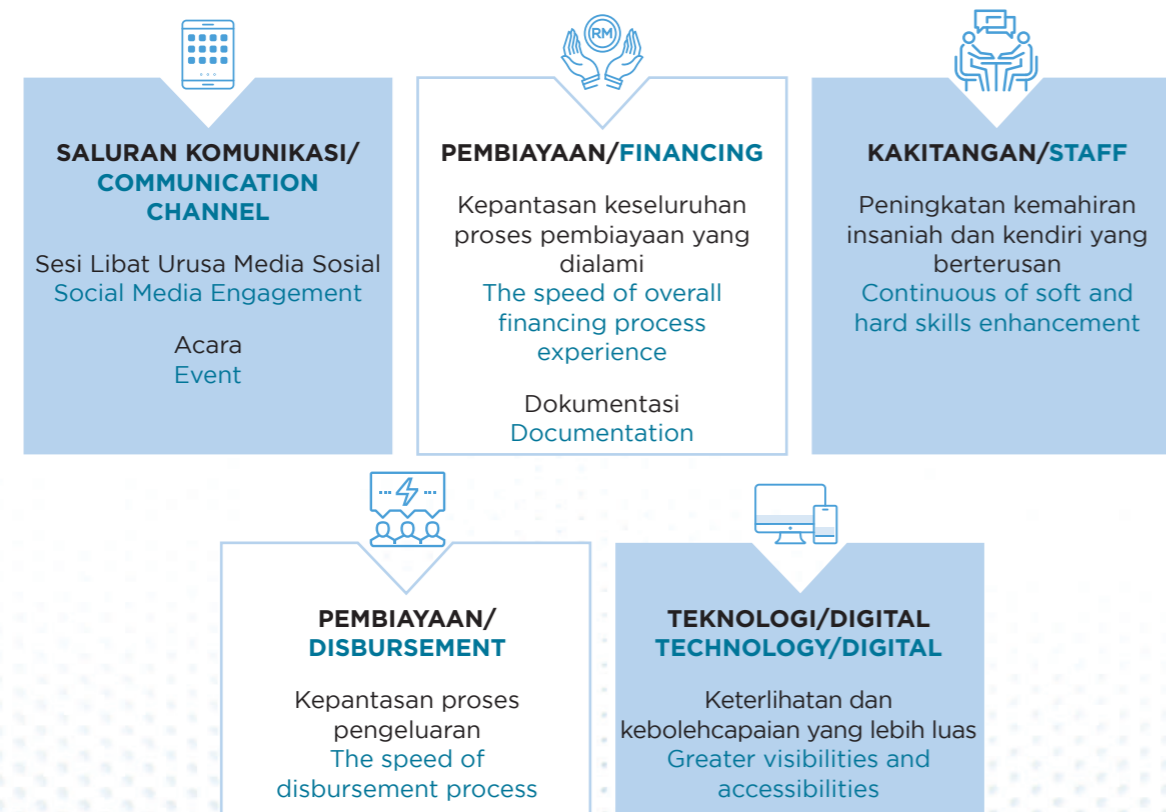 RM
SALURAN KOMUNIKASI/
COMMUNICATION
CHANNEL
Sesi Libat Urusa Media Sosial
Social Media Engagement
Acara
Event
PEMBIAYAAN/FINANCING
Kepantasan keseluruhan
proses pembiayaan yang
dialami
The speed of overall
financing process
experience
Dokumentasi
Documentation
KAKITANGAN/STAFF
Peningkatan kemahiran
insaniah dan kendiri yang
berterusan
Continuous of soft and
hard skills enhancement
PEMBIAYAAN/
DISBURSEMENT
Kepantasan proses
pengeluaran
The speed of
disbursement process
TEKNOLOGI/DIGITAL
TECHNOLOGY/DIGITAL
Keterlihatan dan
kebolehcapaian yang lebih luas
Greater visibilities and
accessibilities